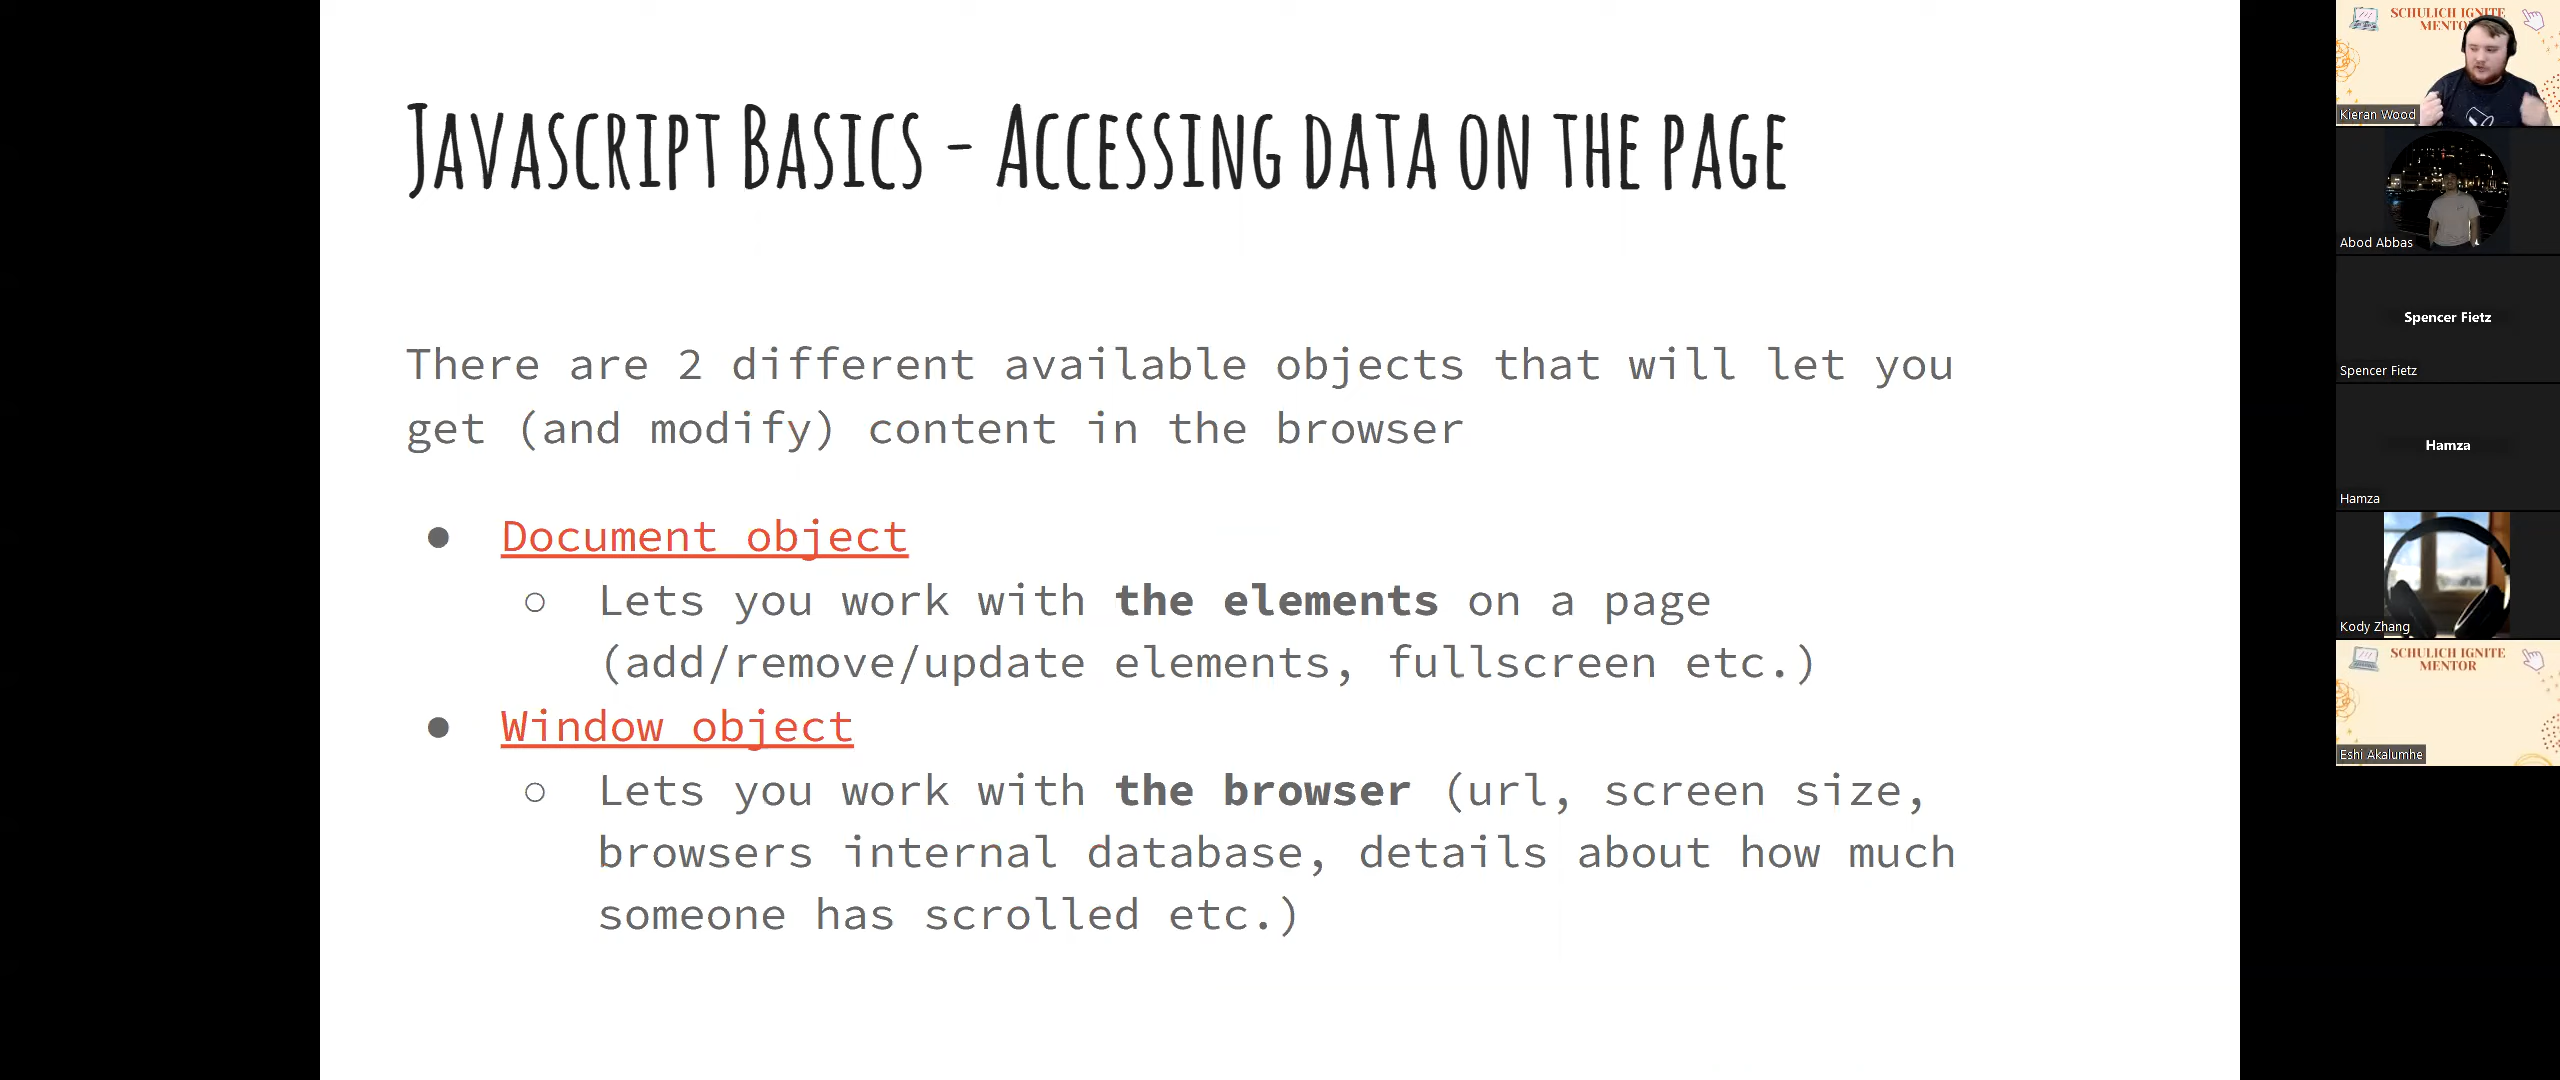 Javascript Basics - Accessing data on the page
There are 2 different available objects that will let you
get (and modify) content in the browser
● Document object
○ Lets you work with the elements on a page
(add/remove/update elements, fullscreen etc.)
● Window object
○ Lets you work with the browser (url, screen size,
browsers internal database, details about how much
someone has scrolled etc.)
SCHULICH IGNITE
Kieran Wood
Abod Abbas
Spencer Fietz
Spencer Fietz
Hamza
Hamza
Kody Zhang
SCHULICH IGNITE
MENTOR
Eshi Akalumhe